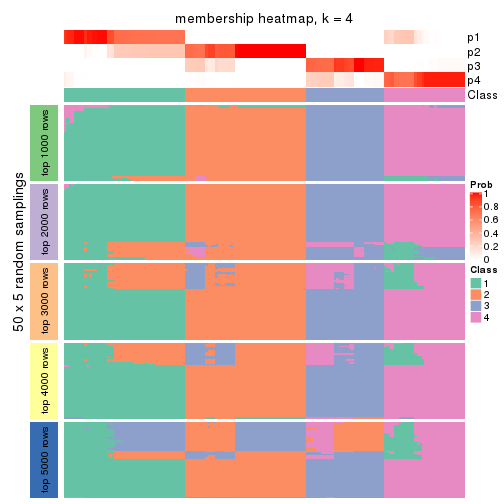 membership heatmap, k = 4
p1
p2
p3
p4
Class
50 x 5 random samplings
top 1000 rows
top 2000 rows
top 3000 rows
top 4000 rows
top 5000 rows
Prob
1
0.8
0.6
0.4
0.2
0
Class
1
2
3
4